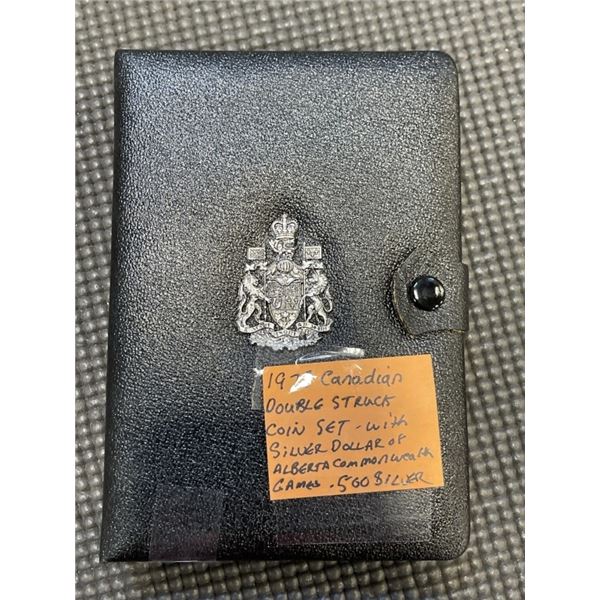 Canadian
DOUBLE STRUCK
COIN SET - with
SILVER DOLLAR OF
ALBERTA COMMONWEALTH
GAMES .500 SILVER